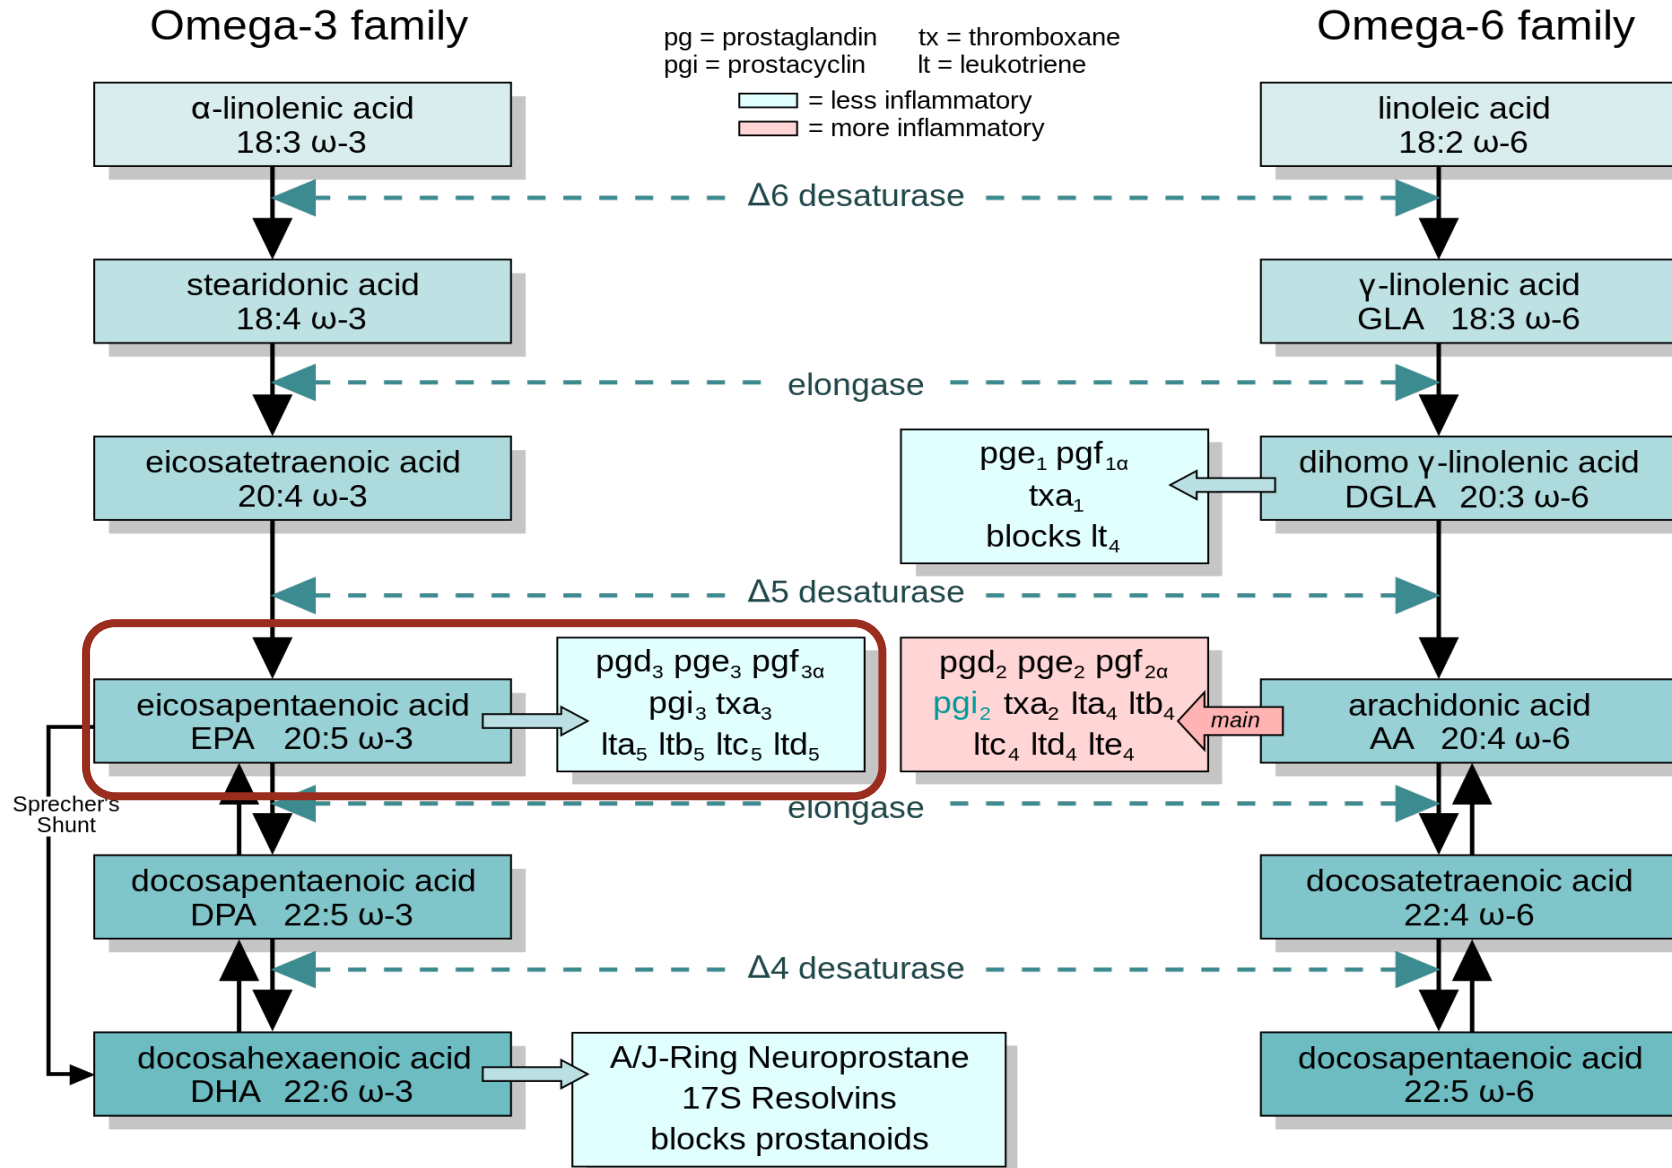 Omega-3 family
Omega-6 family
pg = prostaglandin tx = thromboxane
pgi = prostacyclin lt = leukotriene
= less inflammatory
= more inflammatory
α-linolenic acid
18:3 ω-3
linoleic acid
18:2 ω-6
Δ6 desaturase
stearidonic acid
18:4 ω-3
γ-linolenic acid
GLA 18:3 ω-6
elongase
eicosatetraenoic acid
20:4 ω-3
pge₁ pgf₁α
txa₁
blocks lt₄
dihomo γ-linolenic acid
DGLA 20:3 ω-6
Δ5 desaturase
eicosapentaenoic acid
EPA 20:5 ω-3
pgd₃ pge₃ pgf₃α
pgi₃ txa₃
lta₅ ltb₅ ltc₅ ltd₅
pgd₂ pge₂ pgf₂α
pgi₂ txa₂ lta₄ ltb₄
ltc₄ ltd₄ lte₄
main
arachidonic acid
AA 20:4 ω-6
Sprecher's
Shunt
elongase
docosapentaenoic acid
DPA 22:5 ω-3
docosatetraenoic acid
22:4 ω-6
Δ4 desaturase
docosahexaenoic acid
DHA 22:6 ω-3
A/J-Ring Neuroprostane
17S Resolvins
blocks prostanoids
docosapentaenoic acid
22:5 ω-6